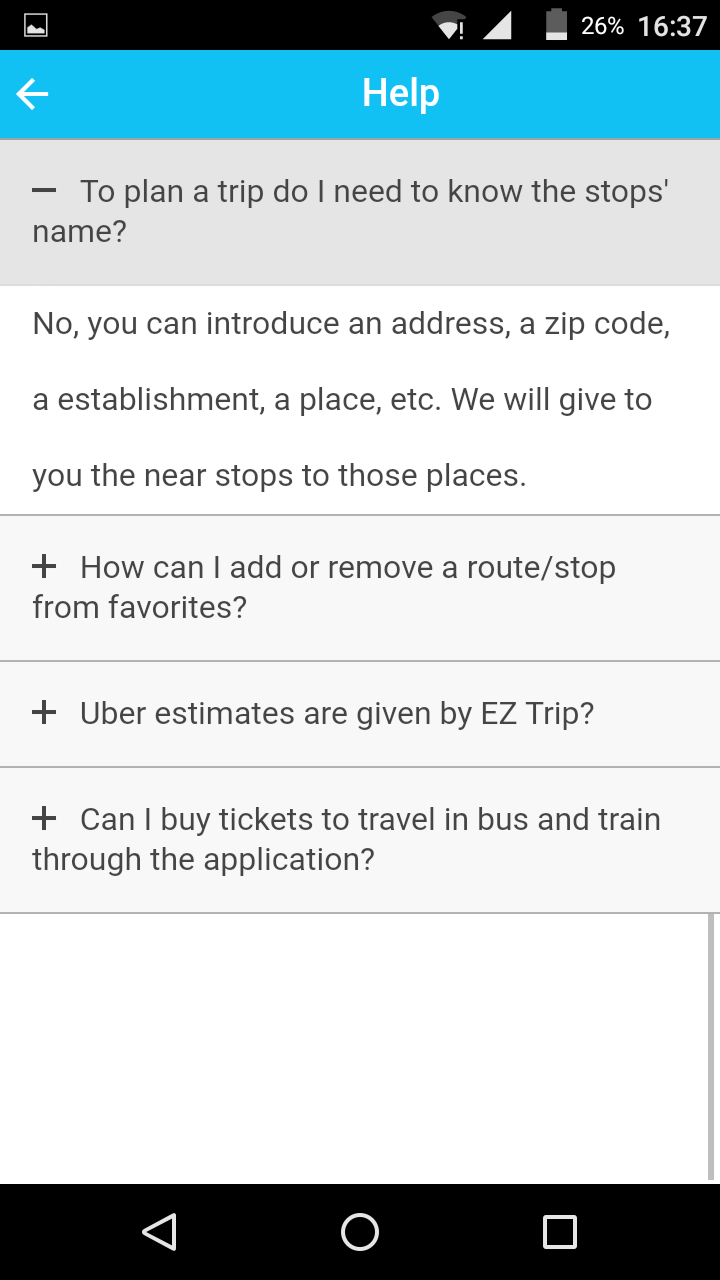 26% 16:37
Help
To plan a trip do I need to know the stops'
name?
No, you can introduce an address, a zip code,
a establishment, a place, etc. We will give to
you the near stops to those places.
How can I add or remove a route/stop
from favorites?
Uber estimates are given by EZ Trip?
Can I buy tickets to travel in bus and train
through the application?